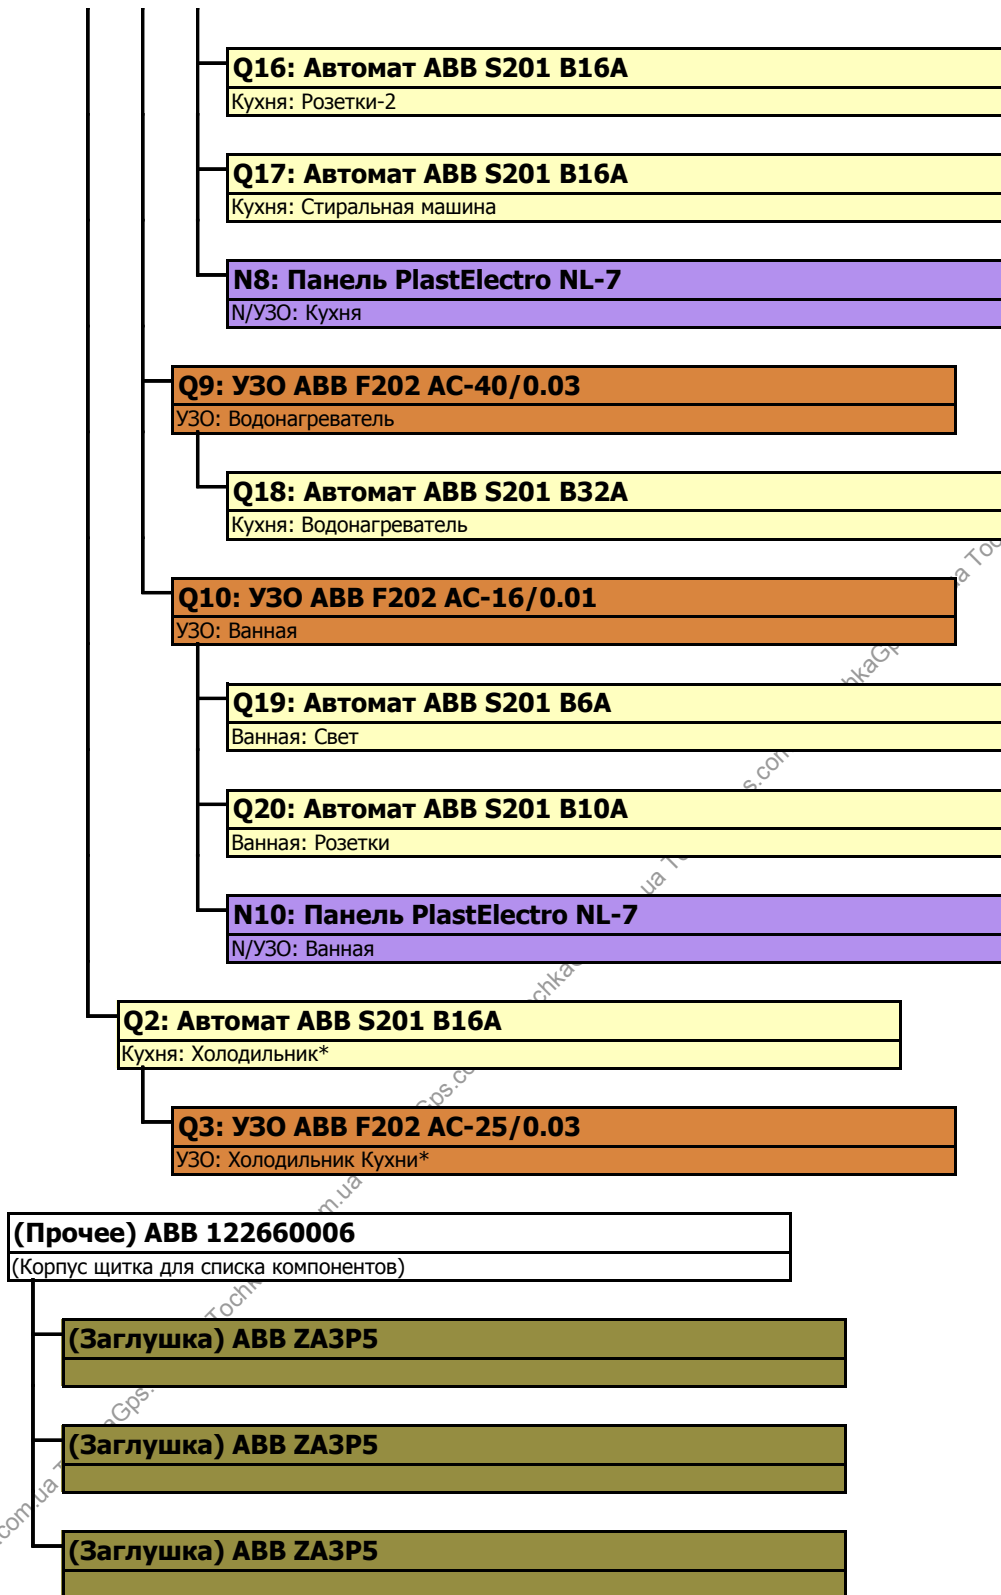 Q16: Автомат ABB S201 B16A
Кухня: Розетки-2
Q17: Автомат ABB S201 B16A
Кухня: Стиральная машина
N8: Панель PlastElectro NL-7
N/УЗО: Кухня
Q9: УЗО ABB F202 AC-40/0.03
УЗО: Водонагреватель
Q18: Автомат ABB S201 B32A
Кухня: Водонагреватель
Q10: УЗО ABB F202 AC-16/0.01
УЗО: Ванная
Q19: Автомат ABB S201 B6A
Ванная: Свет
Q20: Автомат ABB S201 B10A
Ванная: Розетки
N10: Панель PlastElectro NL-7
N/УЗО: Ванная
Q2: Автомат ABB S201 B16A
Кухня: Холодильник*
Q3: УЗО ABB F202 AC-25/0.03
УЗО: Холодильник Кухни*
(Прочее) ABB 122660006
(Корпус щитка для списка компонентов)
(Заглушка) ABB ZA3P5
(Заглушка) ABB ZA3P5
(Заглушка) ABB ZA3P5